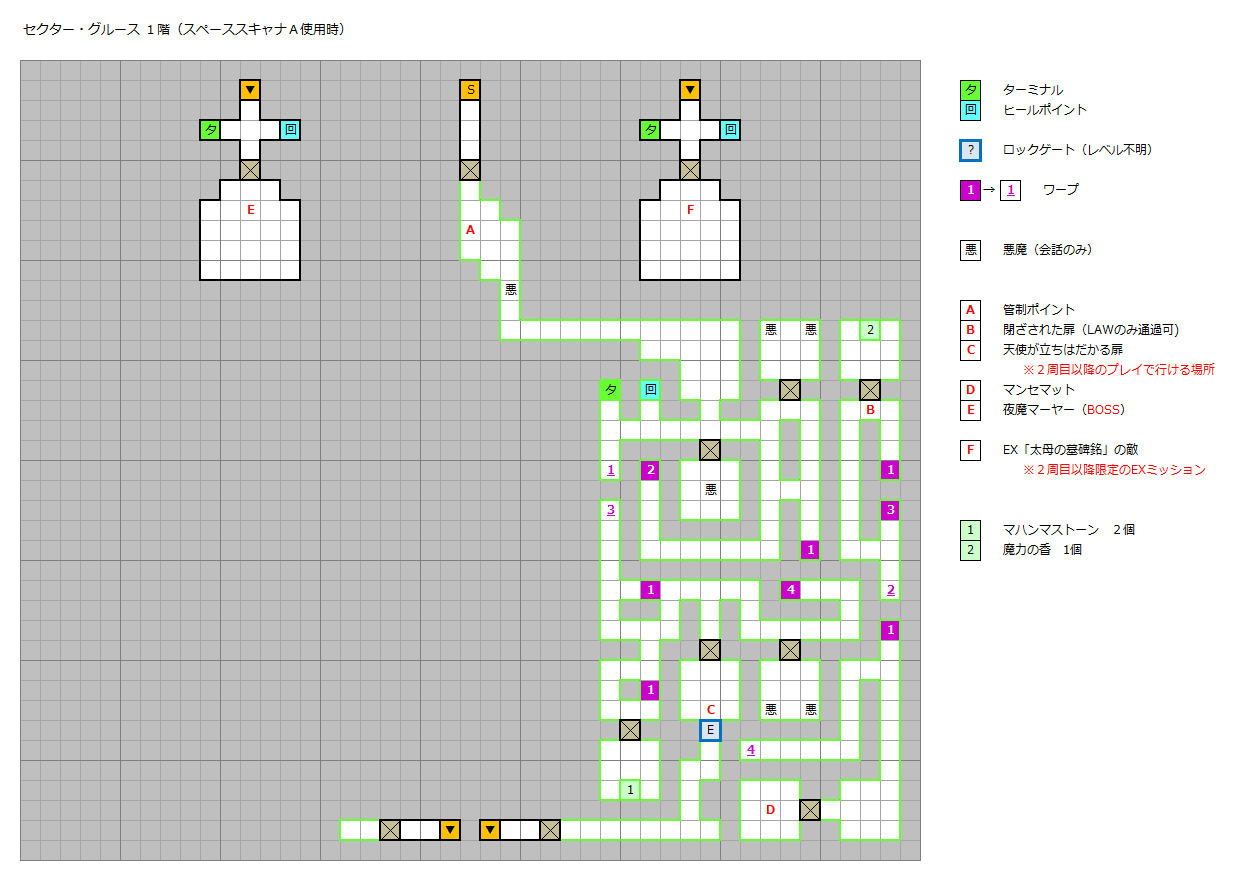 セクター・グルース １階（スペーススキャナＡ使用時）
▼ S ▼
タ 回 タ 回
E F
A
悪
悪 悪 2
タ 回
B
1 2 1
悪
3 3
1
1 4 2
1
1
C 悪 悪
E
4
1
D
▼ ▼
タ ターミナル
回 ヒールポイント
? ロックゲート（レベル不明）
1 → 1 ワープ
悪 悪魔（会話のみ）
A 管制ポイント
B 閉ざされた扉（LAWのみ通過可)
C 天使が立ちはだかる扉
※２周目以降のプレイで行ける場所
D マンセマット
E 夜魔マーヤー（BOSS）
F EX「太母の墓碑銘」の敵
※２周目以降限定のEXミッション
1 マハンマストーン　２個
2 魔力の香　1個